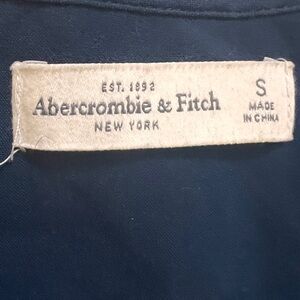 EST. 1892
Abercrombie & Fitch
NEW YORK
S
MADE
IN CHINA